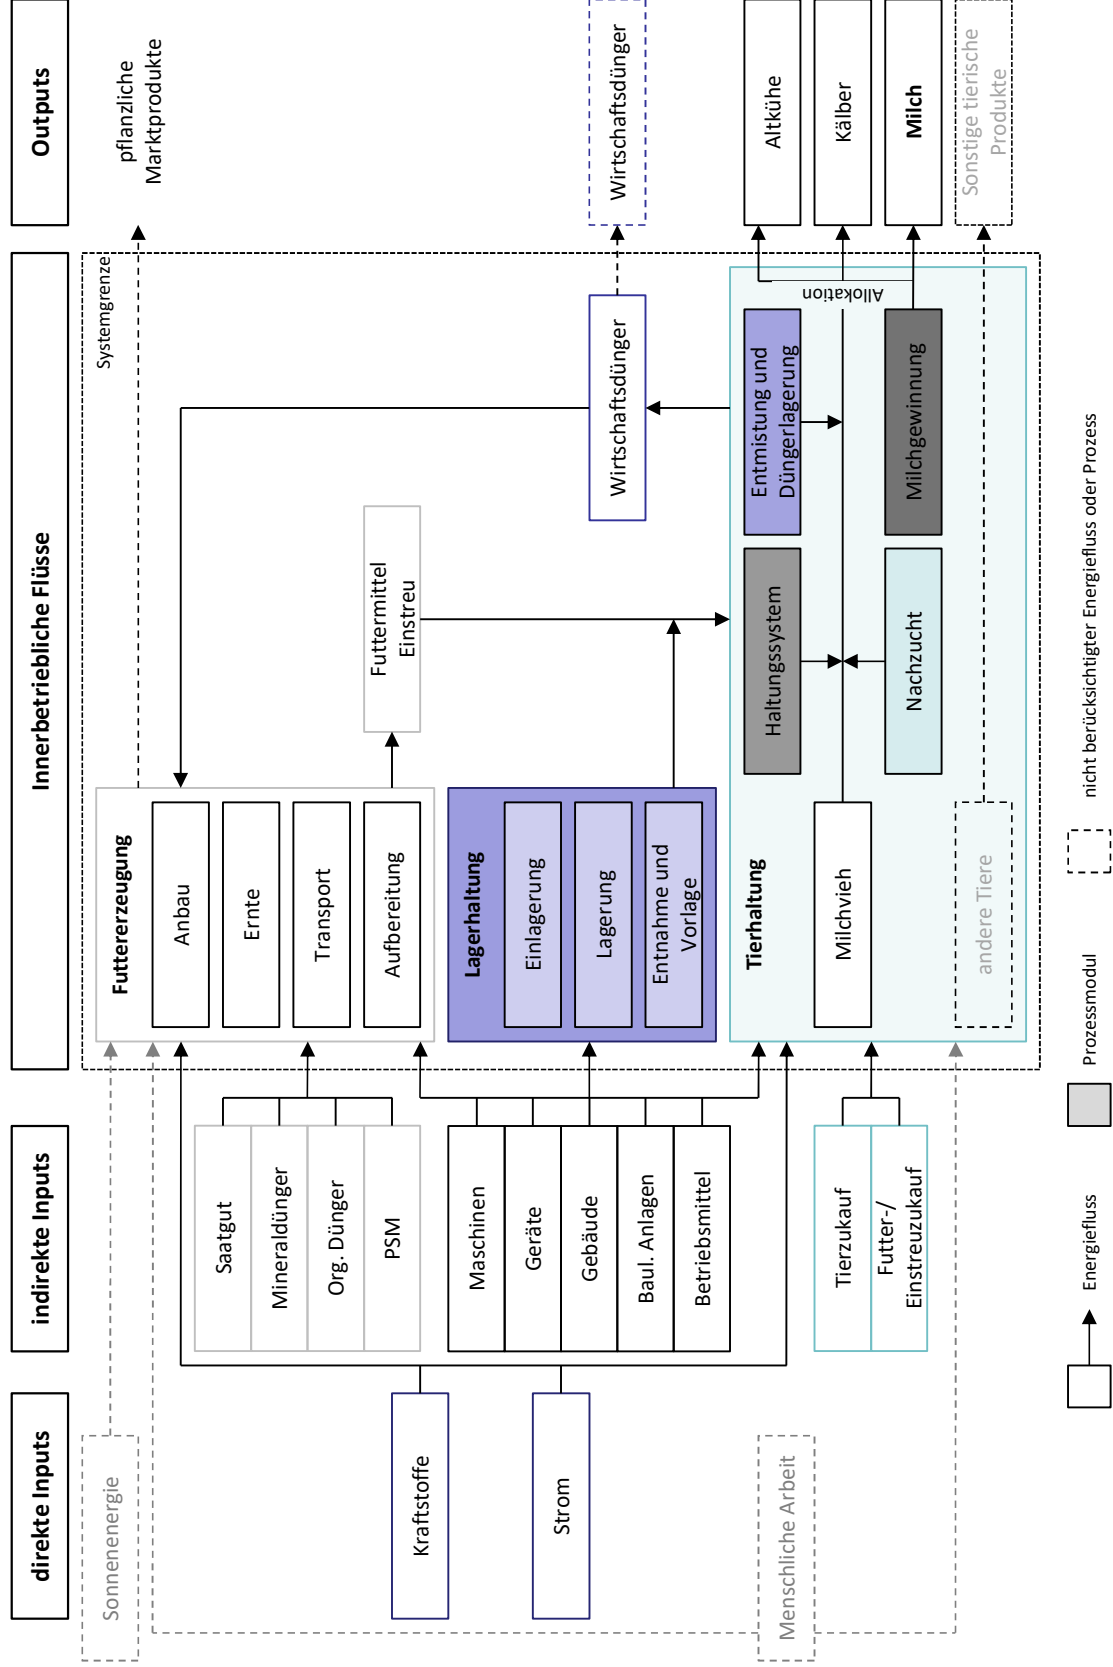 direkte Inputs
indirekte Inputs
Innerbetriebliche Flüsse
Outputs
Sonnenenergie
Kraftstoffe
Strom
Menschliche Arbeit
Saatgut
Mineraldünger
Org. Dünger
PSM
Maschinen
Geräte
Gebäude
Baul. Anlagen
Betriebsmittel
Tierzukauf
Futter-/
Einstreuzukauf
Systemgrenze
Futtererzeugung
Anbau
Ernte
Transport
Aufbereitung
Futtermittel
Einstreu
Wirtschaftsdünger
Lagerhaltung
Einlagerung
Lagerung
Entnahme und
Vorlage
Tierhaltung
Milchvieh
andere Tiere
Haltungssystem
Nachzucht
Entmistung und
Düngerlagerung
Milchgewinnung
Allokation
pflanzliche
Marktprodukte
Wirtschaftsdünger
Altkühe
Kälber
Milch
Sonstige tierische
Produkte
Energiefluss
Prozessmodul
nicht berücksichtigter Energiefluss oder Prozess